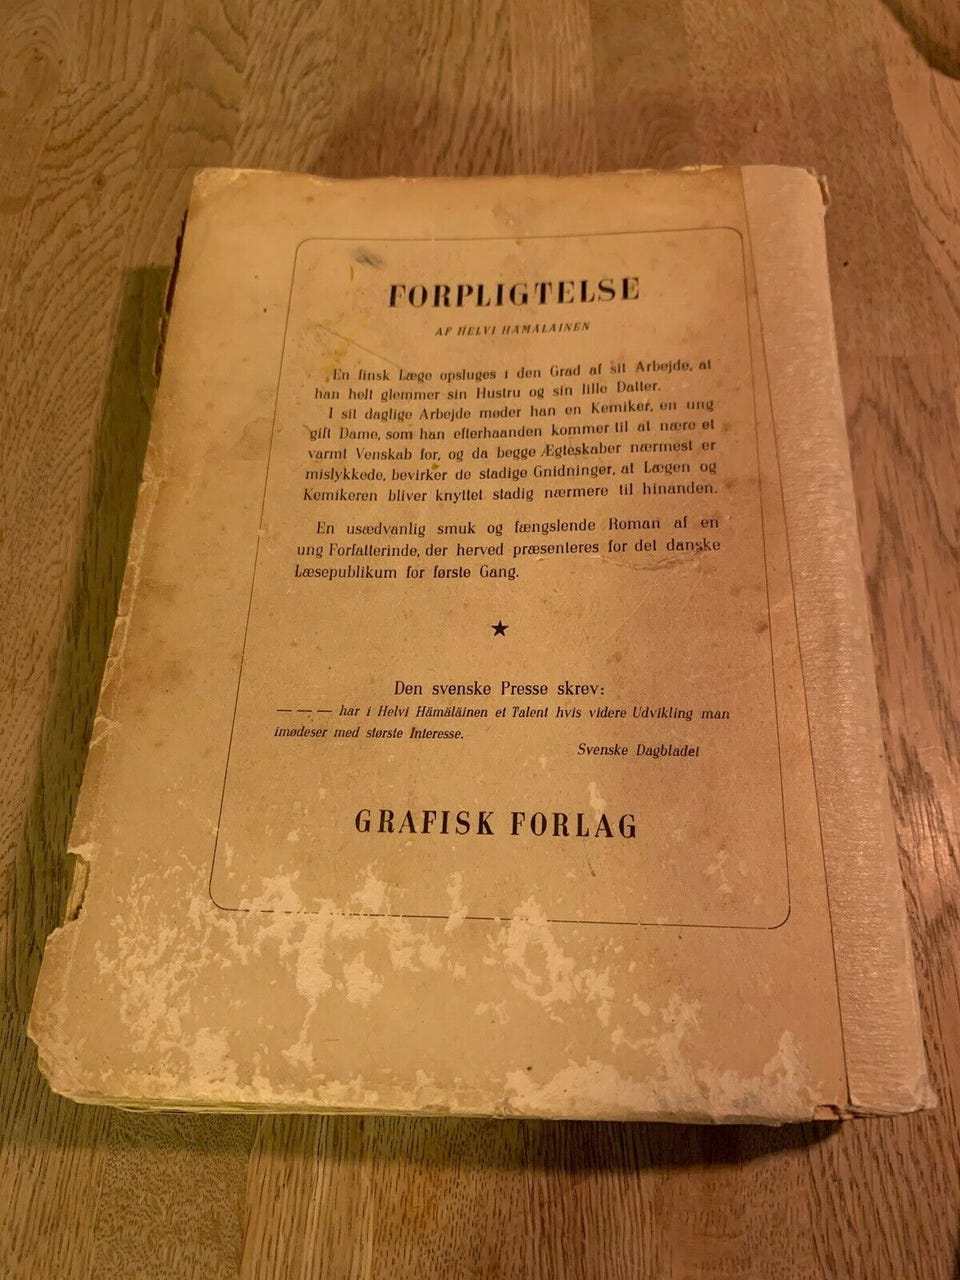 FORPLIGTELSE
AF HELVI HÄMÄLÄINEN
En finsk Læge opsluges i den Grad af sit Arbejde, at
han helt glemmer sin Hustru og sin lille Datter.
I sit daglige Arbejde møder han en Kemiker, en ung
gift Dame, som han efterhaanden kommer til at nære et
varmt Venskab for, og da begge Ægteskaber nærmest er
mislykkede, bevirker de stadige Gnidninger, at Lægen og
Kemikeren bliver knyttet stadig nærmere til hinanden.
En usædvanlig smuk og fængslende Roman af en
ung Forfatterinde, der herved præsenteres for det danske
Læsepublikum for første Gang.
★
Den svenske Presse skrev:
— — — har i Helvi Hämäläinen et Talent hvis videre Udvikling man
imødeser med største Interesse.
Svenske Dagbladet
GRAFISK FORLAG